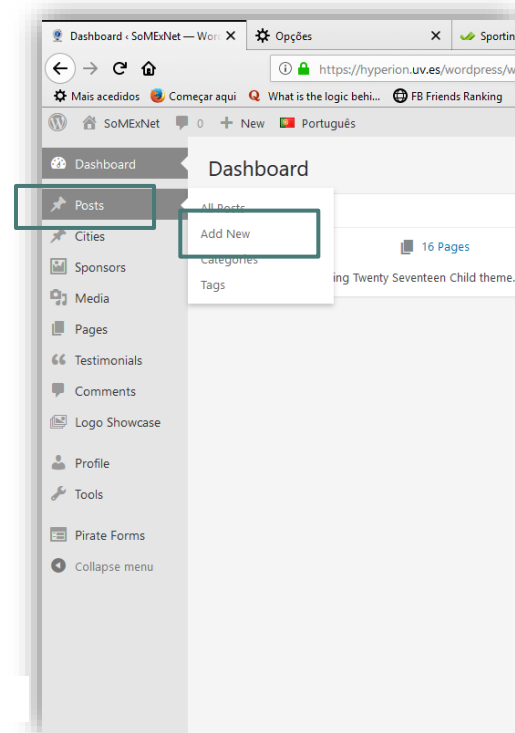 Dashboard ‹ SoMExNet — Wor
Opções
Sportin
https://hyperion.uv.es/wordpress/w
Mais acedidos Começar aqui What is the logic behi... FB Friends Ranking
SoMExNet 0 + New Português
Dashboard
Dashboard
Posts
All Posts
Cities
Add New
16 Pages
Sponsors
Categories
ing Twenty Seventeen Child theme.
Media
Tags
Pages
Testimonials
Comments
Logo Showcase
Profile
Tools
Pirate Forms
Collapse menu